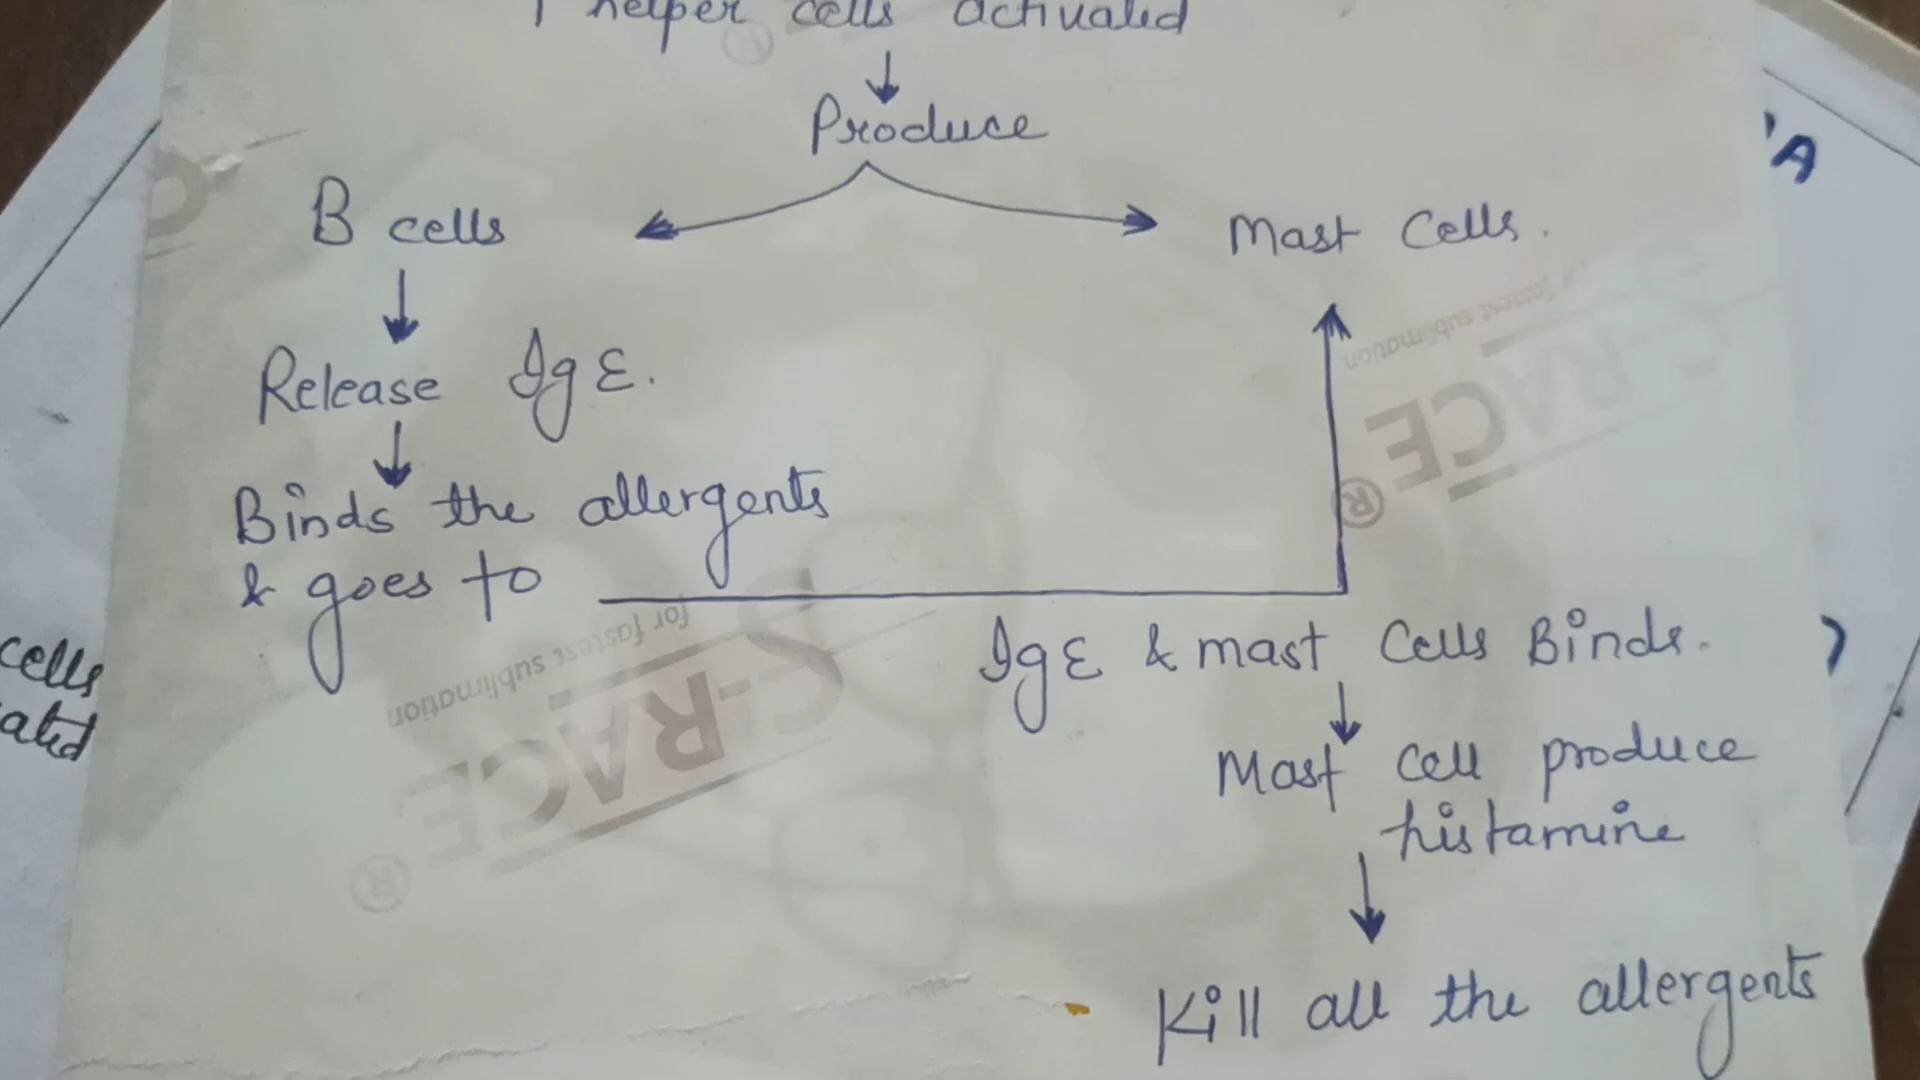 T helper cells activated
Produce
B cells
Mast Cells.
Release IgE.
Binds the allergents
& goes to
IgE & mast Cells Binds.
Mast cell produce
histamine
Kill all the allergents
'A
cells
ated
for fastest sublimation
S-RACE®
for fastest sublimation
S-RACE®